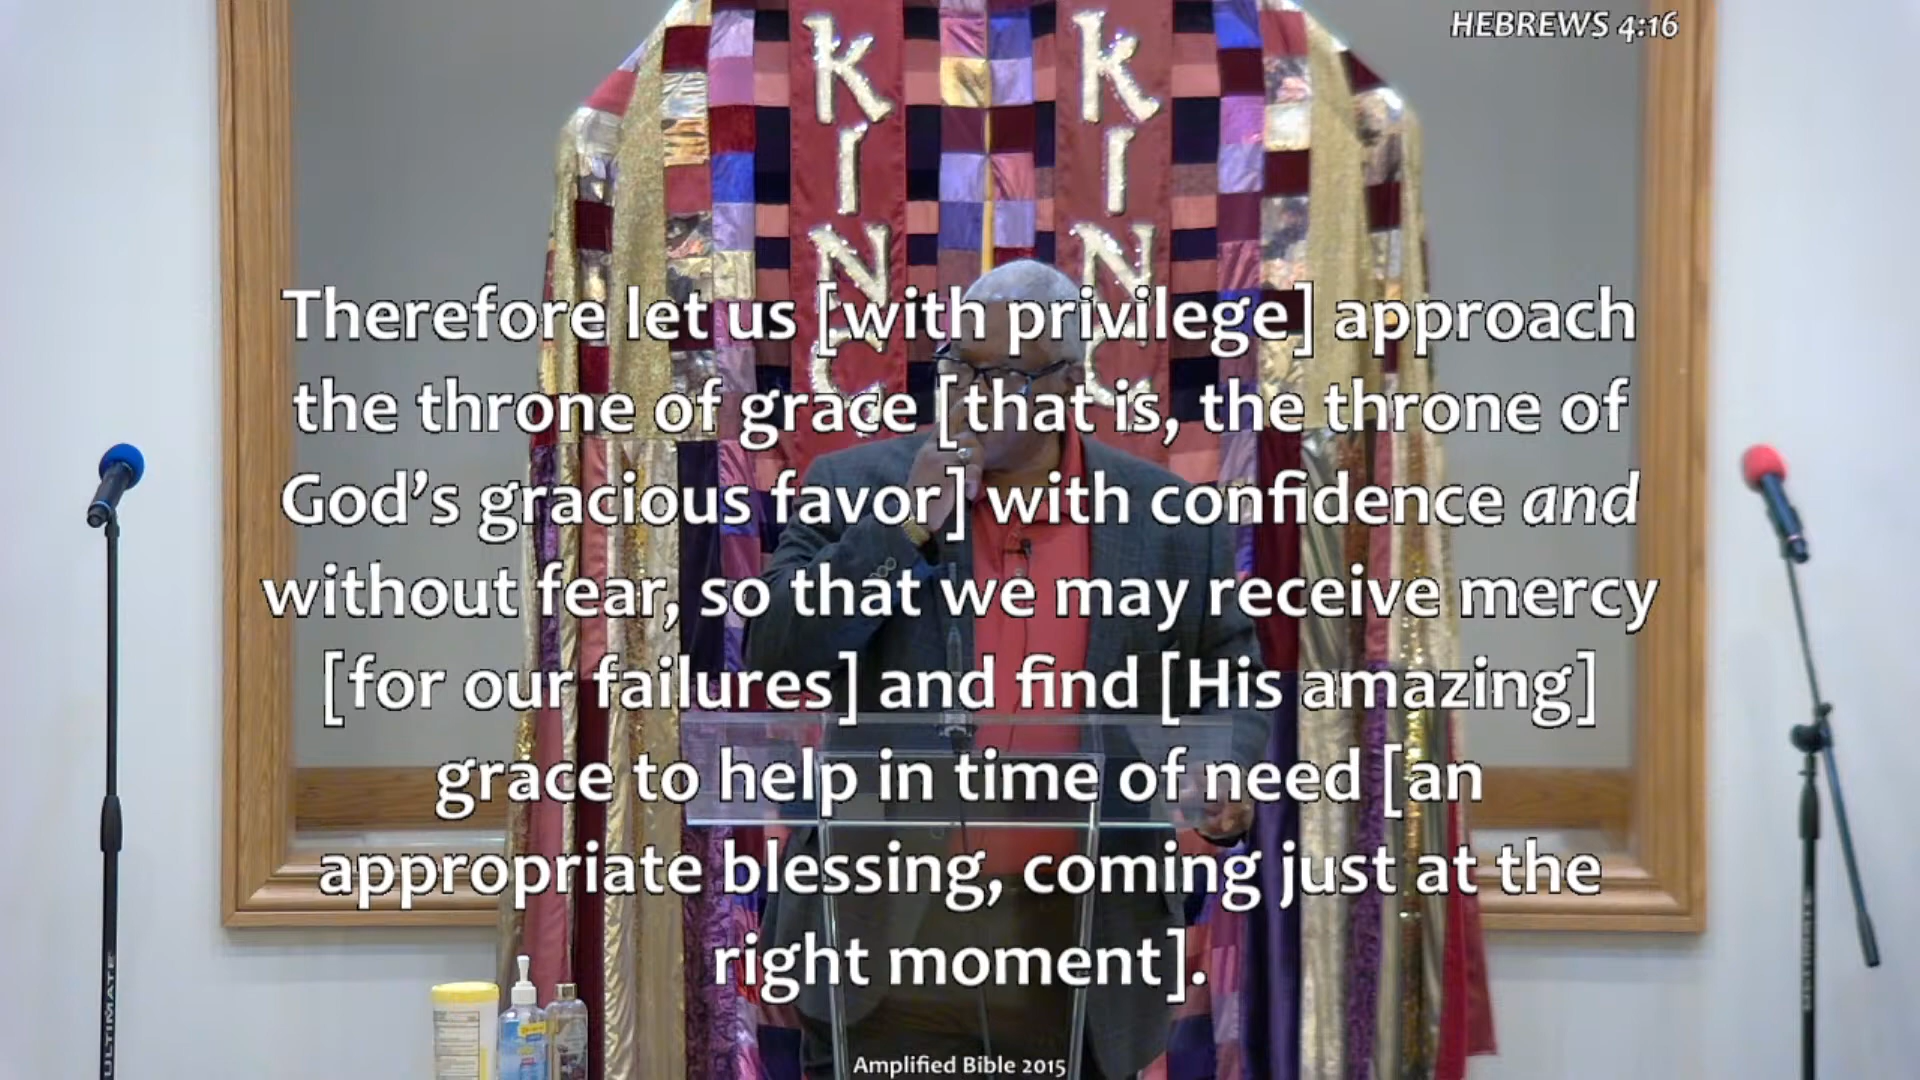 HEBREWS 4:16
K K
I I
N N
G G
Therefore let us [with privilege] approach
the throne of grace [that is, the throne of
God’s gracious favor] with confidence and
without fear, so that we may receive mercy
[for our failures] and find [His amazing]
grace to help in time of need [an
appropriate blessing, coming just at the
right moment].
ULTIMATE
ULTIMATE
Amplified Bible 2015